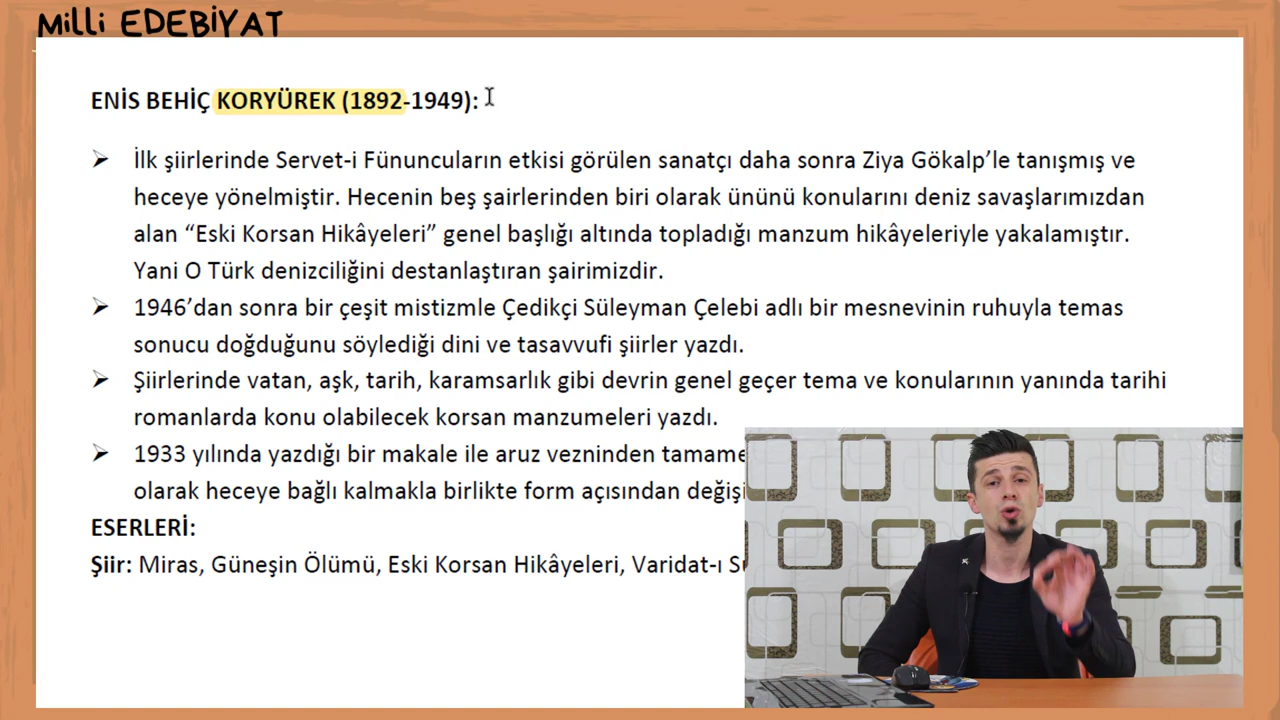 Milli EDEBİYAT
ENİS BEHİÇ KORYÜREK (1892-1949):
➢ İlk şiirlerinde Servet-i Fünuncuların etkisi görülen sanatçı daha sonra Ziya Gökalp’le tanışmış ve
heceye yönelmiştir. Hecenin beş şairlerinden biri olarak ününü konularını deniz savaşlarımızdan
alan “Eski Korsan Hikâyeleri” genel başlığı altında topladığı manzum hikâyeleriyle yakalamıştır.
Yani O Türk denizciliğini destanlaştıran şairimizdir.
➢ 1946’dan sonra bir çeşit mistizmle Çedikçi Süleyman Çelebi adlı bir mesnevinin ruhuyla temas
sonucu doğduğunu söylediği dini ve tasavvufi şiirler yazdı.
➢ Şiirlerinde vatan, aşk, tarih, karamsarlık gibi devrin genel geçer tema ve konularının yanında tarihi
romanlarda konu olabilecek korsan manzumeleri yazdı.
➢ 1933 yılında yazdığı bir makale ile aruz vezninden
olarak heceye bağlı kalmakla birlikte form açısından
ESERLERİ:
Şiir: Miras, Güneşin Ölümü, Eski Korsan Hikâyeleri, Varidat-ı